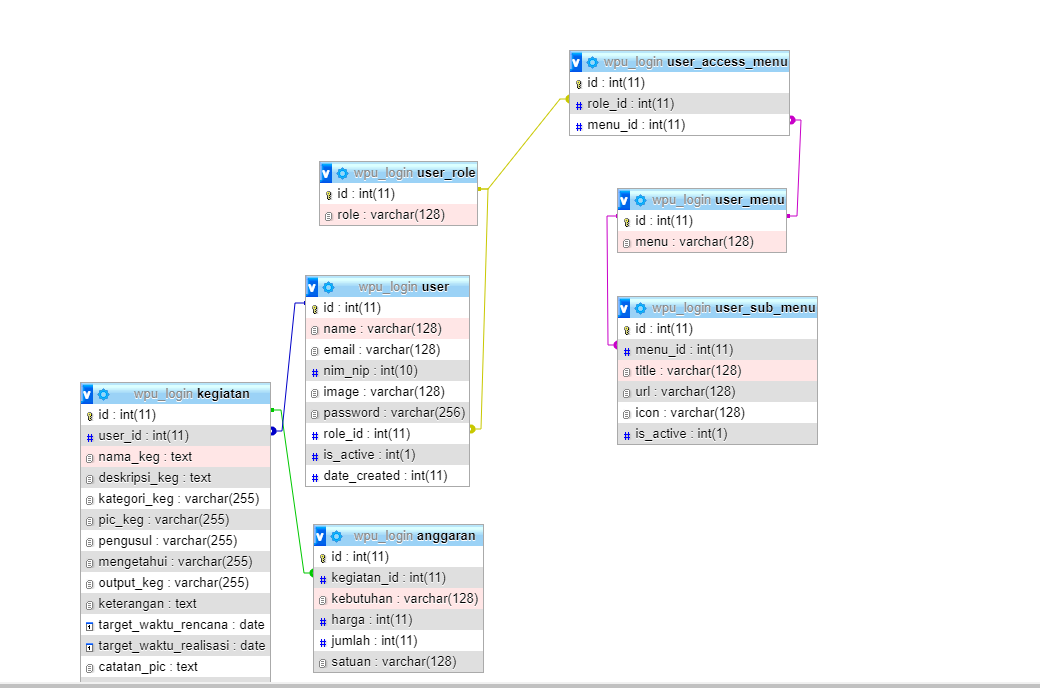 wpu_login user_access_menu
id : int(11)
role_id : int(11)
menu_id : int(11)
wpu_login user_role
id : int(11)
role : varchar(128)
wpu_login user_menu
id : int(11)
menu : varchar(128)
wpu_login user
id : int(11)
name : varchar(128)
email : varchar(128)
nim_nip : int(10)
image : varchar(128)
password : varchar(256)
role_id : int(11)
is_active : int(1)
date_created : int(11)
wpu_login user_sub_menu
id : int(11)
menu_id : int(11)
title : varchar(128)
url : varchar(128)
icon : varchar(128)
is_active : int(1)
wpu_login kegiatan
id : int(11)
user_id : int(11)
nama_keg : text
deskripsi_keg : text
kategori_keg : varchar(255)
pic_keg : varchar(255)
pengusul : varchar(255)
mengetahui : varchar(255)
output_keg : varchar(255)
keterangan : text
target_waktu_rencana : date
target_waktu_realisasi : date
catatan_pic : text
wpu_login anggaran
id : int(11)
kegiatan_id : int(11)
kebutuhan : varchar(128)
harga : int(11)
jumlah : int(11)
satuan : varchar(128)